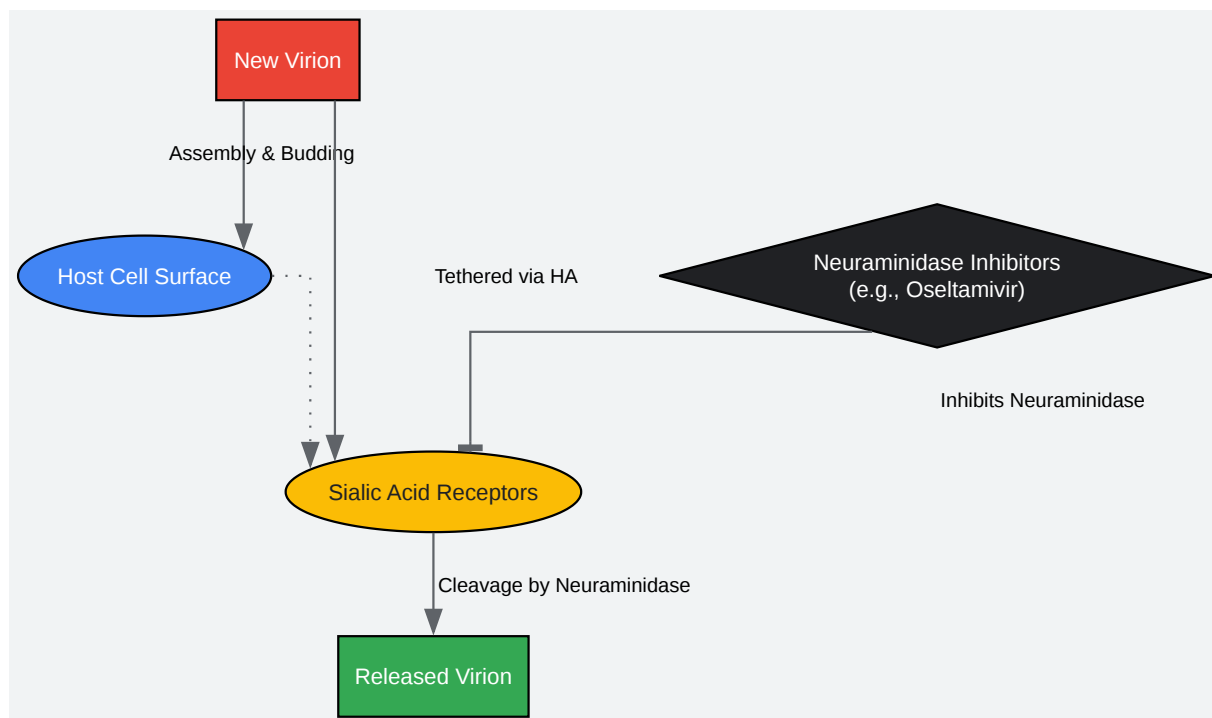 New Virion
Assembly & Budding
Host Cell Surface
Tethered via HA
Neuraminidase Inhibitors
(e.g., Oseltamivir)
Inhibits Neuraminidase
Sialic Acid Receptors
Cleavage by Neuraminidase
Released Virion